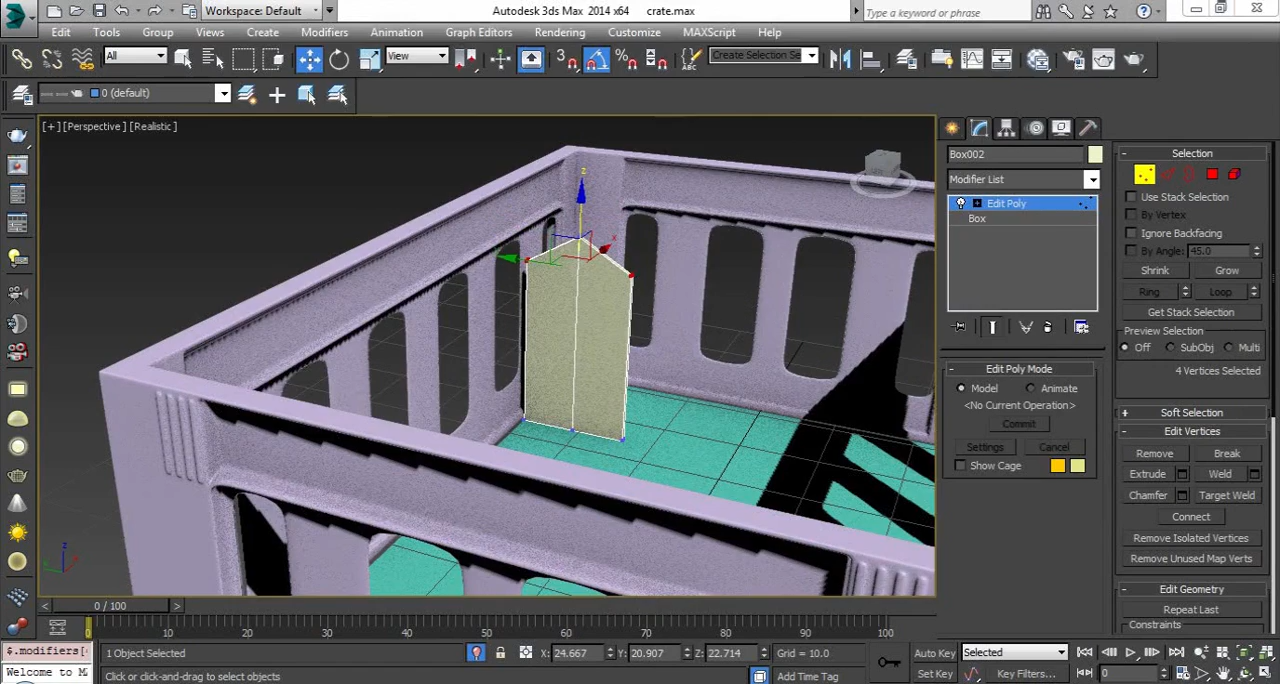 Workspace: Default
Autodesk 3ds Max 2014 x64 crate.max
Type a keyword or phrase
Edit Tools Group Views Create Modifiers Animation Graph Editors Rendering Customize MAXScript Help
All View 3 Create Selection Se
0 (default)
[+] [Perspective] [Realistic]
z
x
z
Box002
Modifier List
Edit Poly
Box
Edit Poly Mode
Model Animate
<No Current Operation>
Commit
Settings Cancel
Show Cage
Selection
Use Stack Selection
By Vertex
Ignore Backfacing
By Angle: 45.0
Shrink Grow
Ring Loop
Get Stack Selection
Preview Selection
Off SubObj Multi
4 Vertices Selected
Soft Selection
Edit Vertices
Remove Break
Extrude Weld
Chamfer Target Weld
Connect
Remove Isolated Vertices
Remove Unused Map Verts
Edit Geometry
Repeat Last
Constraints
0 / 100
0 10 20 30 40 50 60 70 80 90 100
$.modifiers[
Welcome to M
1 Object Selected
Click or click-and-drag to select objects
X: 24.667 Y: 20.907 Z: 22.714 Grid = 10.0
Add Time Tag
Auto Key Selected
Set Key Key Filters...
0